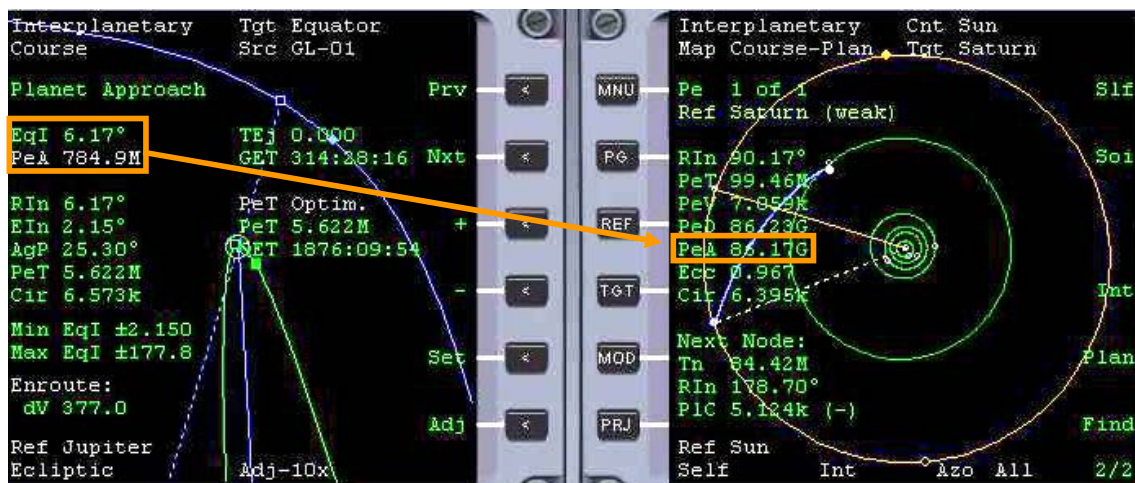 Interplanetary Tgt Equator
Course Src GL-01
Planet Approach Prv
EqI 6.17° TEj 0.000
PeA 784.9M GET 314:28:16 Nxt
RIn 6.17° PeT Optim.
EIn 2.15° PeT 5.622M +
AgP 25.30° GET 1876:09:54
PeT 5.622M
Cir 6.573k -
Min EqI ±2.150
Max EqI ±177.8 Set
Enroute:
dV 377.0 Adj
Ref Jupiter
Ecliptic Adj-10x
< MNU
< PG
< REF
< TGT
< MOD
< PRJ
Interplanetary Cnt Sun
Map Course-Plan Tgt Saturn
Pe 1 of 1 Slf
Ref Saturn (weak)
RIn 90.17° Soi
PeT 99.46M
PeV 7.059k
PeD 86.23G
PeA 86.17G
Ecc 0.967
Cir 6.395k Int
Next Node:
Tn 84.42M Plan
RIn 178.70°
PlC 5.124k (-)
Find
Ref Sun
Self Int Azo All 2/2